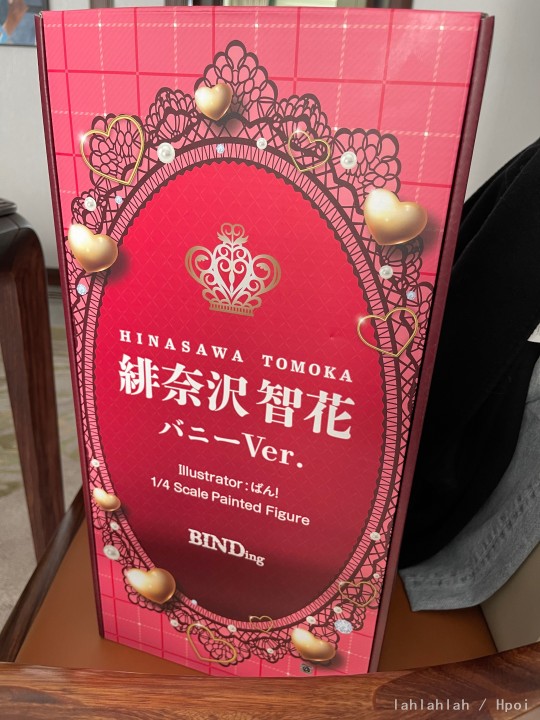 HINASAWA TOMOKA
緋奈沢 智花
バニーVer.
Illustrator : ばん!
1/4 Scale Painted Figure
BINDing
lahlahlah / Hpoi